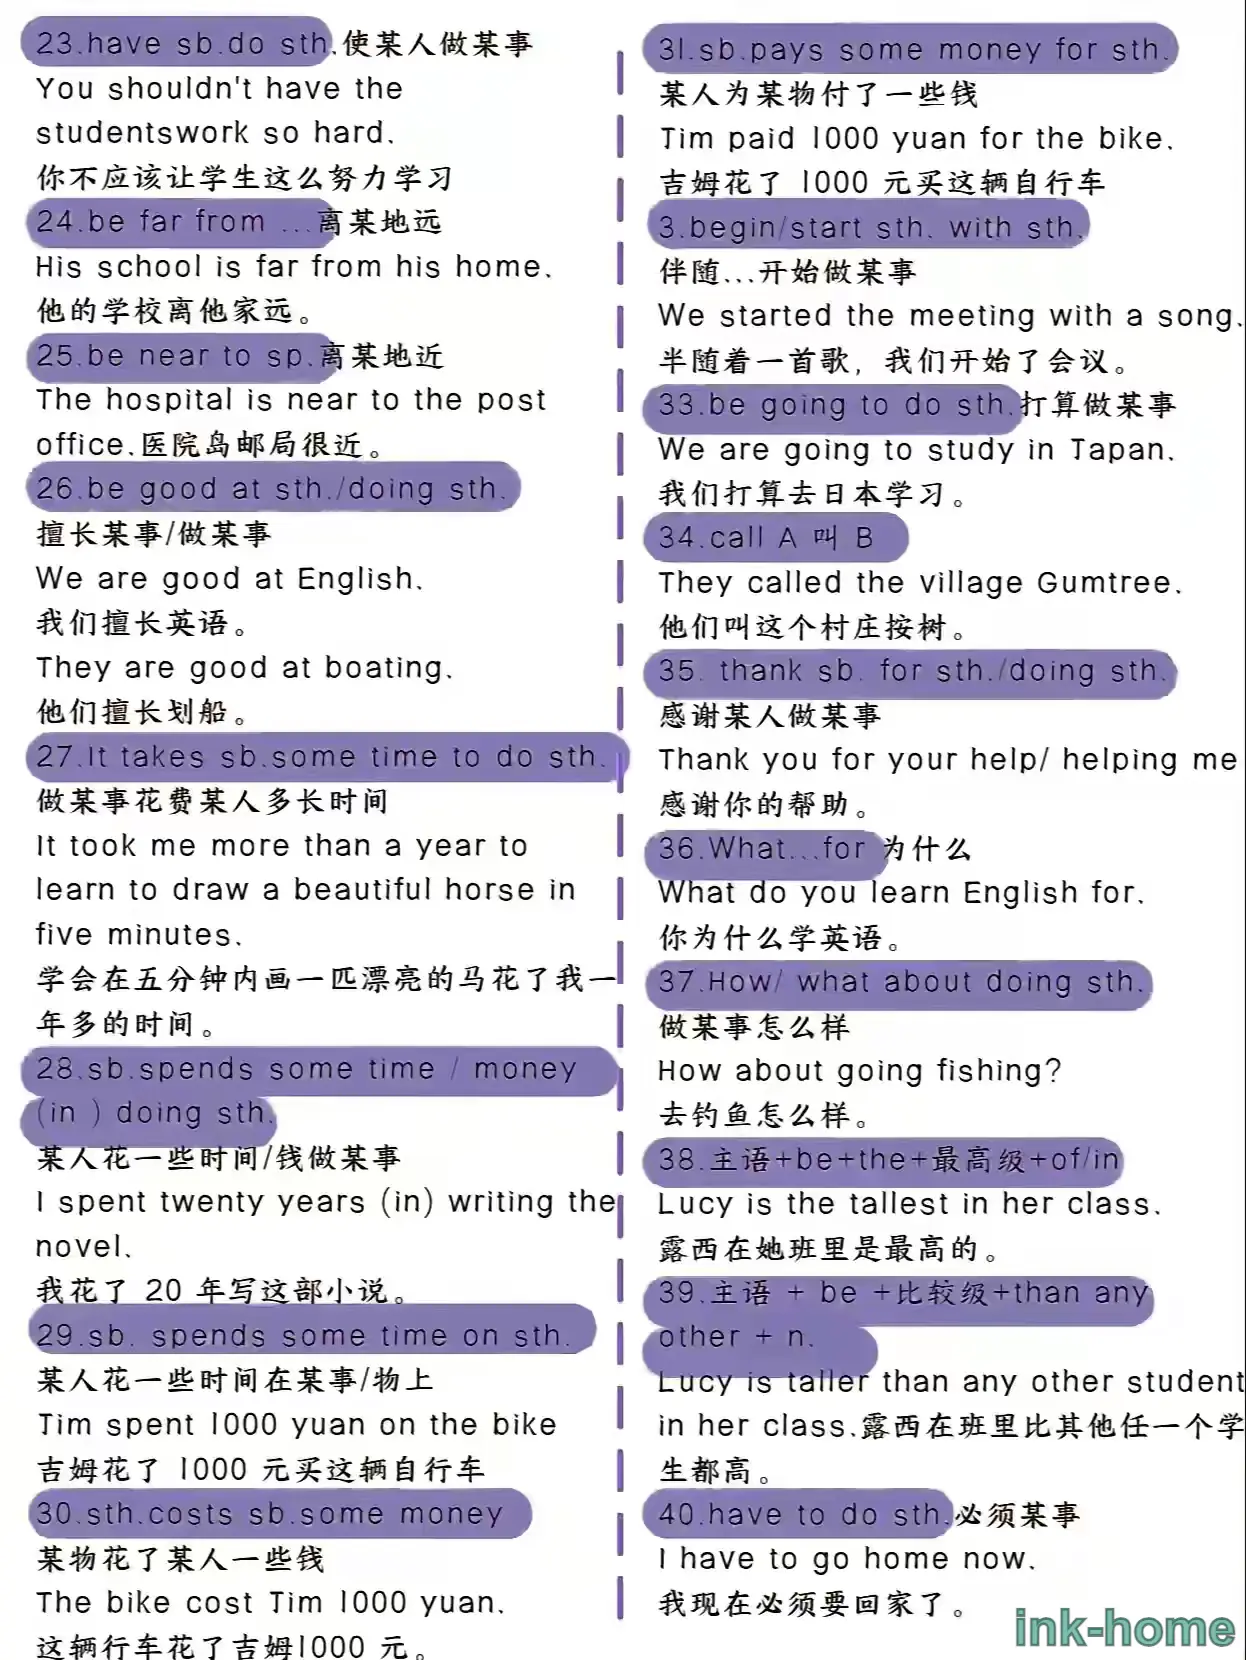 23.have sb.do sth.使某人做某事
You shouldn't have the
studentswork so hard.
你不应该让学生这么努力学习
24.be far from ...离某地远
His school is far from his home.
他的学校离他家远。
25.be near to sp.离某地近
The hospital is near to the post
office.医院岛邮局很近。
26.be good at sth./doing sth.
擅长某事/做某事
We are good at English.
我们擅长英语。
They are good at boating.
他们擅长划船。
27.It takes sb.some time to do sth.
做某事花费某人多长时间
It took me more than a year to
learn to draw a beautiful horse in
five minutes.
学会在五分钟内画一匹漂亮的马花了我一
年多的时间。
28.sb.spends some time / money
(in ) doing sth.
某人花一些时间/钱做某事
I spent twenty years (in) writing the
novel.
我花了 20 年写这部小说。
29.sb. spends some time on sth.
某人花一些时间在某事/物上
Tim spent 1000 yuan on the bike
吉姆花了 1000 元买这辆自行车
30.sth.costs sb.some money
某物花了某人一些钱
The bike cost Tim 1000 yuan.
这辆行车花了吉姆1000 元。
31.sb.pays some money for sth.
某人为某物付了一些钱
Tim paid 1000 yuan for the bike.
吉姆花了 1000 元买这辆自行车
3.begin/start sth. with sth.
伴随...开始做某事
We started the meeting with a song.
半随着一首歌，我们开始了会议。
33.be going to do sth.打算做某事
We are going to study in Tapan.
我们打算去日本学习。
34.call A 叫 B
They called the village Gumtree.
他们叫这个村庄按树。
35. thank sb. for sth./doing sth.
感谢某人做某事
Thank you for your help/ helping me
感谢你的帮助。
36.What...for 为什么
What do you learn English for.
你为什么学英语。
37.How/ what about doing sth.
做某事怎么样
How about going fishing?
去钓鱼怎么样。
38.主语+be+the+最高级+of/in
Lucy is the tallest in her class.
露西在她班里是最高的。
39.主语 + be +比较级+than any
other + n.
Lucy is taller than any other student
in her class.露西在班里比其他任一个学
生都高。
40.have to do sth.必须某事
I have to go home now.
我现在必须要回家了。
ink-home